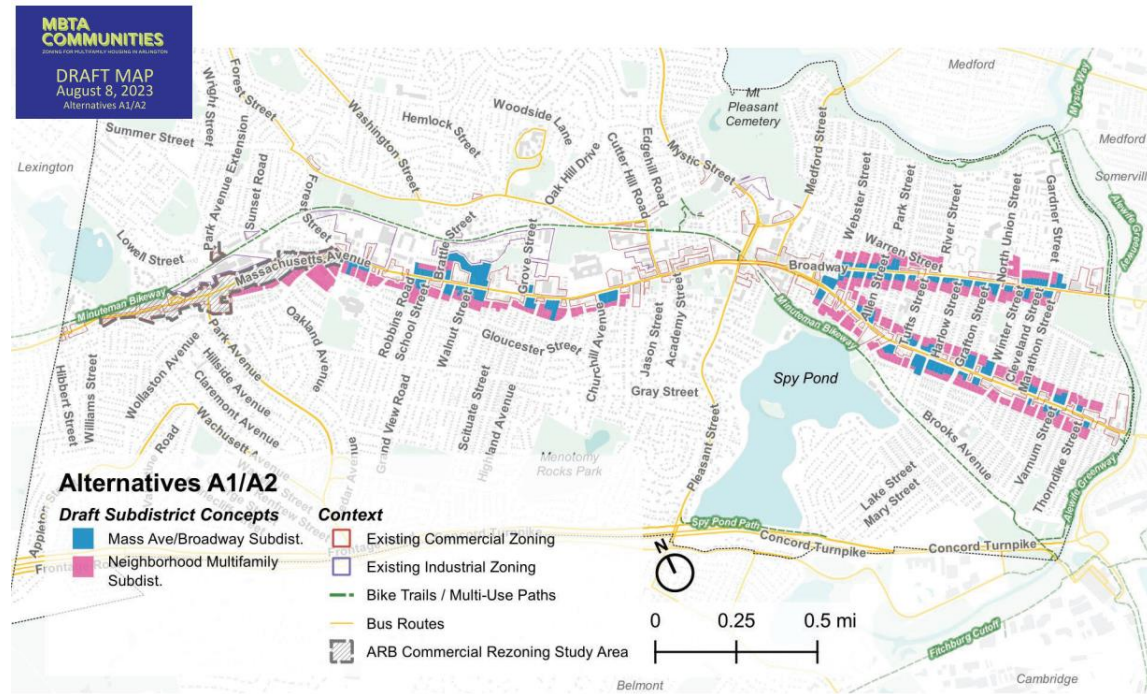 MBTA
COMMUNITIES
ZONING FOR MULTIFAMILY HOUSING IN ARLINGTON
DRAFT MAP
August 8, 2023
Alternatives A1/A2
Lexington
Summer Street
Wright Street
Forest Street
Park Avenue Extension
Sunset Road
Forest Street
Washington Street
Hemlock Street
Woodside Lane
Oak Hill Drive
Cutter Hill Road
Edgehill Road
Mystic Street
Mt
Pleasant
Cemetery
Medford Street
Medford
Mystic Way
Medford
Alewife Greenway
Webster Street
Park Street
River Street
Warren Street
North Union Street
Gardner Street
Broadway
Lowell Street
Massachusetts Avenue
Minuteman Bikeway
Brattle Street
Grove Street
Robbins Road
School Street
Walnut Street
Gloucester Street
Churchill Avenue
Jason Street
Academy Street
Gray Street
Minuteman Bikeway
Tufts Street
Harlow Street
Grafton Street
Winter Street
Cleveland Street
Marathon Street
Spy Pond
Hibbert Street
Williams Street
Wollaston Avenue
Park Avenue
Hillside Avenue
Claremont Avenue
Oakland Avenue
Grand View Road
Scituate Street
Highland Avenue
Menotomy
Rocks Park
Pleasant Street
Brooks Avenue
Varnum Street
Thorndike Street
Lake Street
Mary Street
Alewife Greenway
Spy Pond Path
Concord Turnpike
Concord Turnpike
Fitchburg Cutoff
Cambridge
Belmont
Alternatives A1/A2
Draft Subdistrict Concepts
Mass Ave/Broadway Subdist.
Neighborhood Multifamily
Subdist.
Context
Existing Commercial Zoning
Existing Industrial Zoning
Bike Trails / Multi-Use Paths
Bus Routes
ARB Commercial Rezoning Study Area
N
0 0.25 0.5 mi